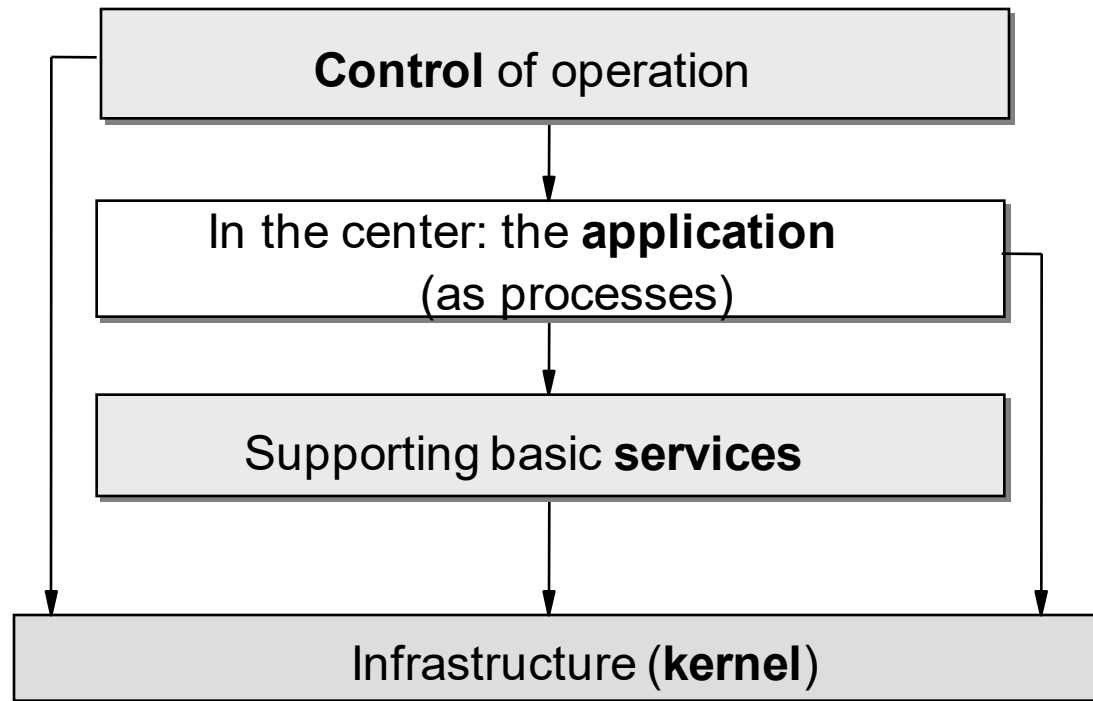 Control of operation
In the center: the application
(as processes)
Supporting basic services
Infrastructure (kernel)